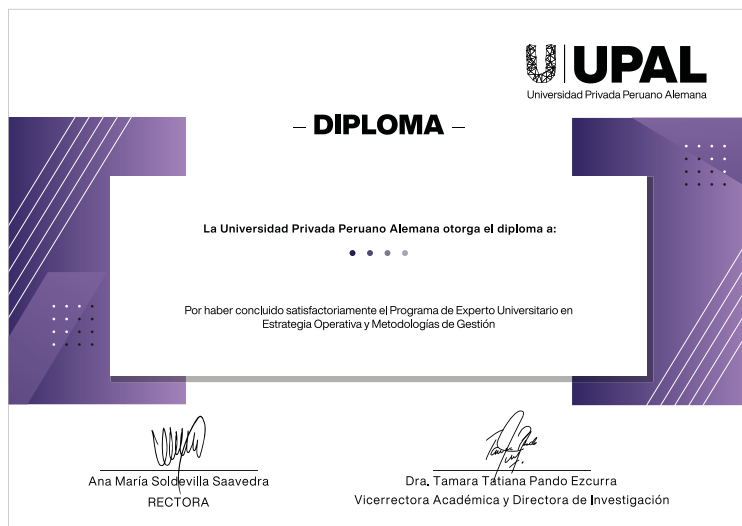 UPAL
Universidad Privada Peruano Alemana
– DIPLOMA –
La Universidad Privada Peruano Alemana otorga el diploma a:
Por haber concluido satisfactoriamente el Programa de Experto Universitario en
Estrategia Operativa y Metodologías de Gestión
Ana María Soldevilla Saavedra
RECTORA
Dra. Tamara Tatiana Pando Ezcurra
Vicerrectora Académica y Directora de Investigación